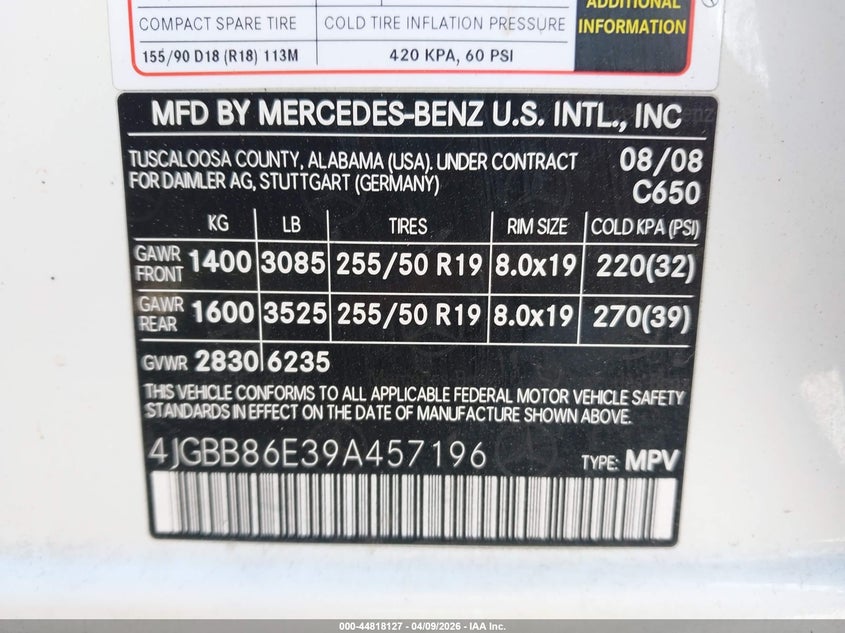 ADDITIONAL
INFORMATION
COMPACT SPARE TIRE COLD TIRE INFLATION PRESSURE
155/90 D18 (R18) 113M 420 KPA, 60 PSI
MFD BY MERCEDES-BENZ U.S. INTL., INC
TUSCALOOSA COUNTY, ALABAMA (USA). UNDER CONTRACT 08/08
FOR DAIMLER AG, STUTTGART (GERMANY) C650
KG LB TIRES RIM SIZE COLD KPA (PSI)
GAWR FRONT 1400 3085 255/50 R19 8.0x19 220(32)
GAWR REAR 1600 3525 255/50 R19 8.0x19 270(39)
GVWR 2830 6235
THIS VEHICLE CONFORMS TO ALL APPLICABLE FEDERAL MOTOR VEHICLE SAFETY
STANDARDS IN EFFECT ON THE DATE OF MANUFACTURE SHOWN ABOVE.
4JGBB86E39A457196 TYPE: MPV
000-44818127 - 04/09/2026 - IAA Inc.